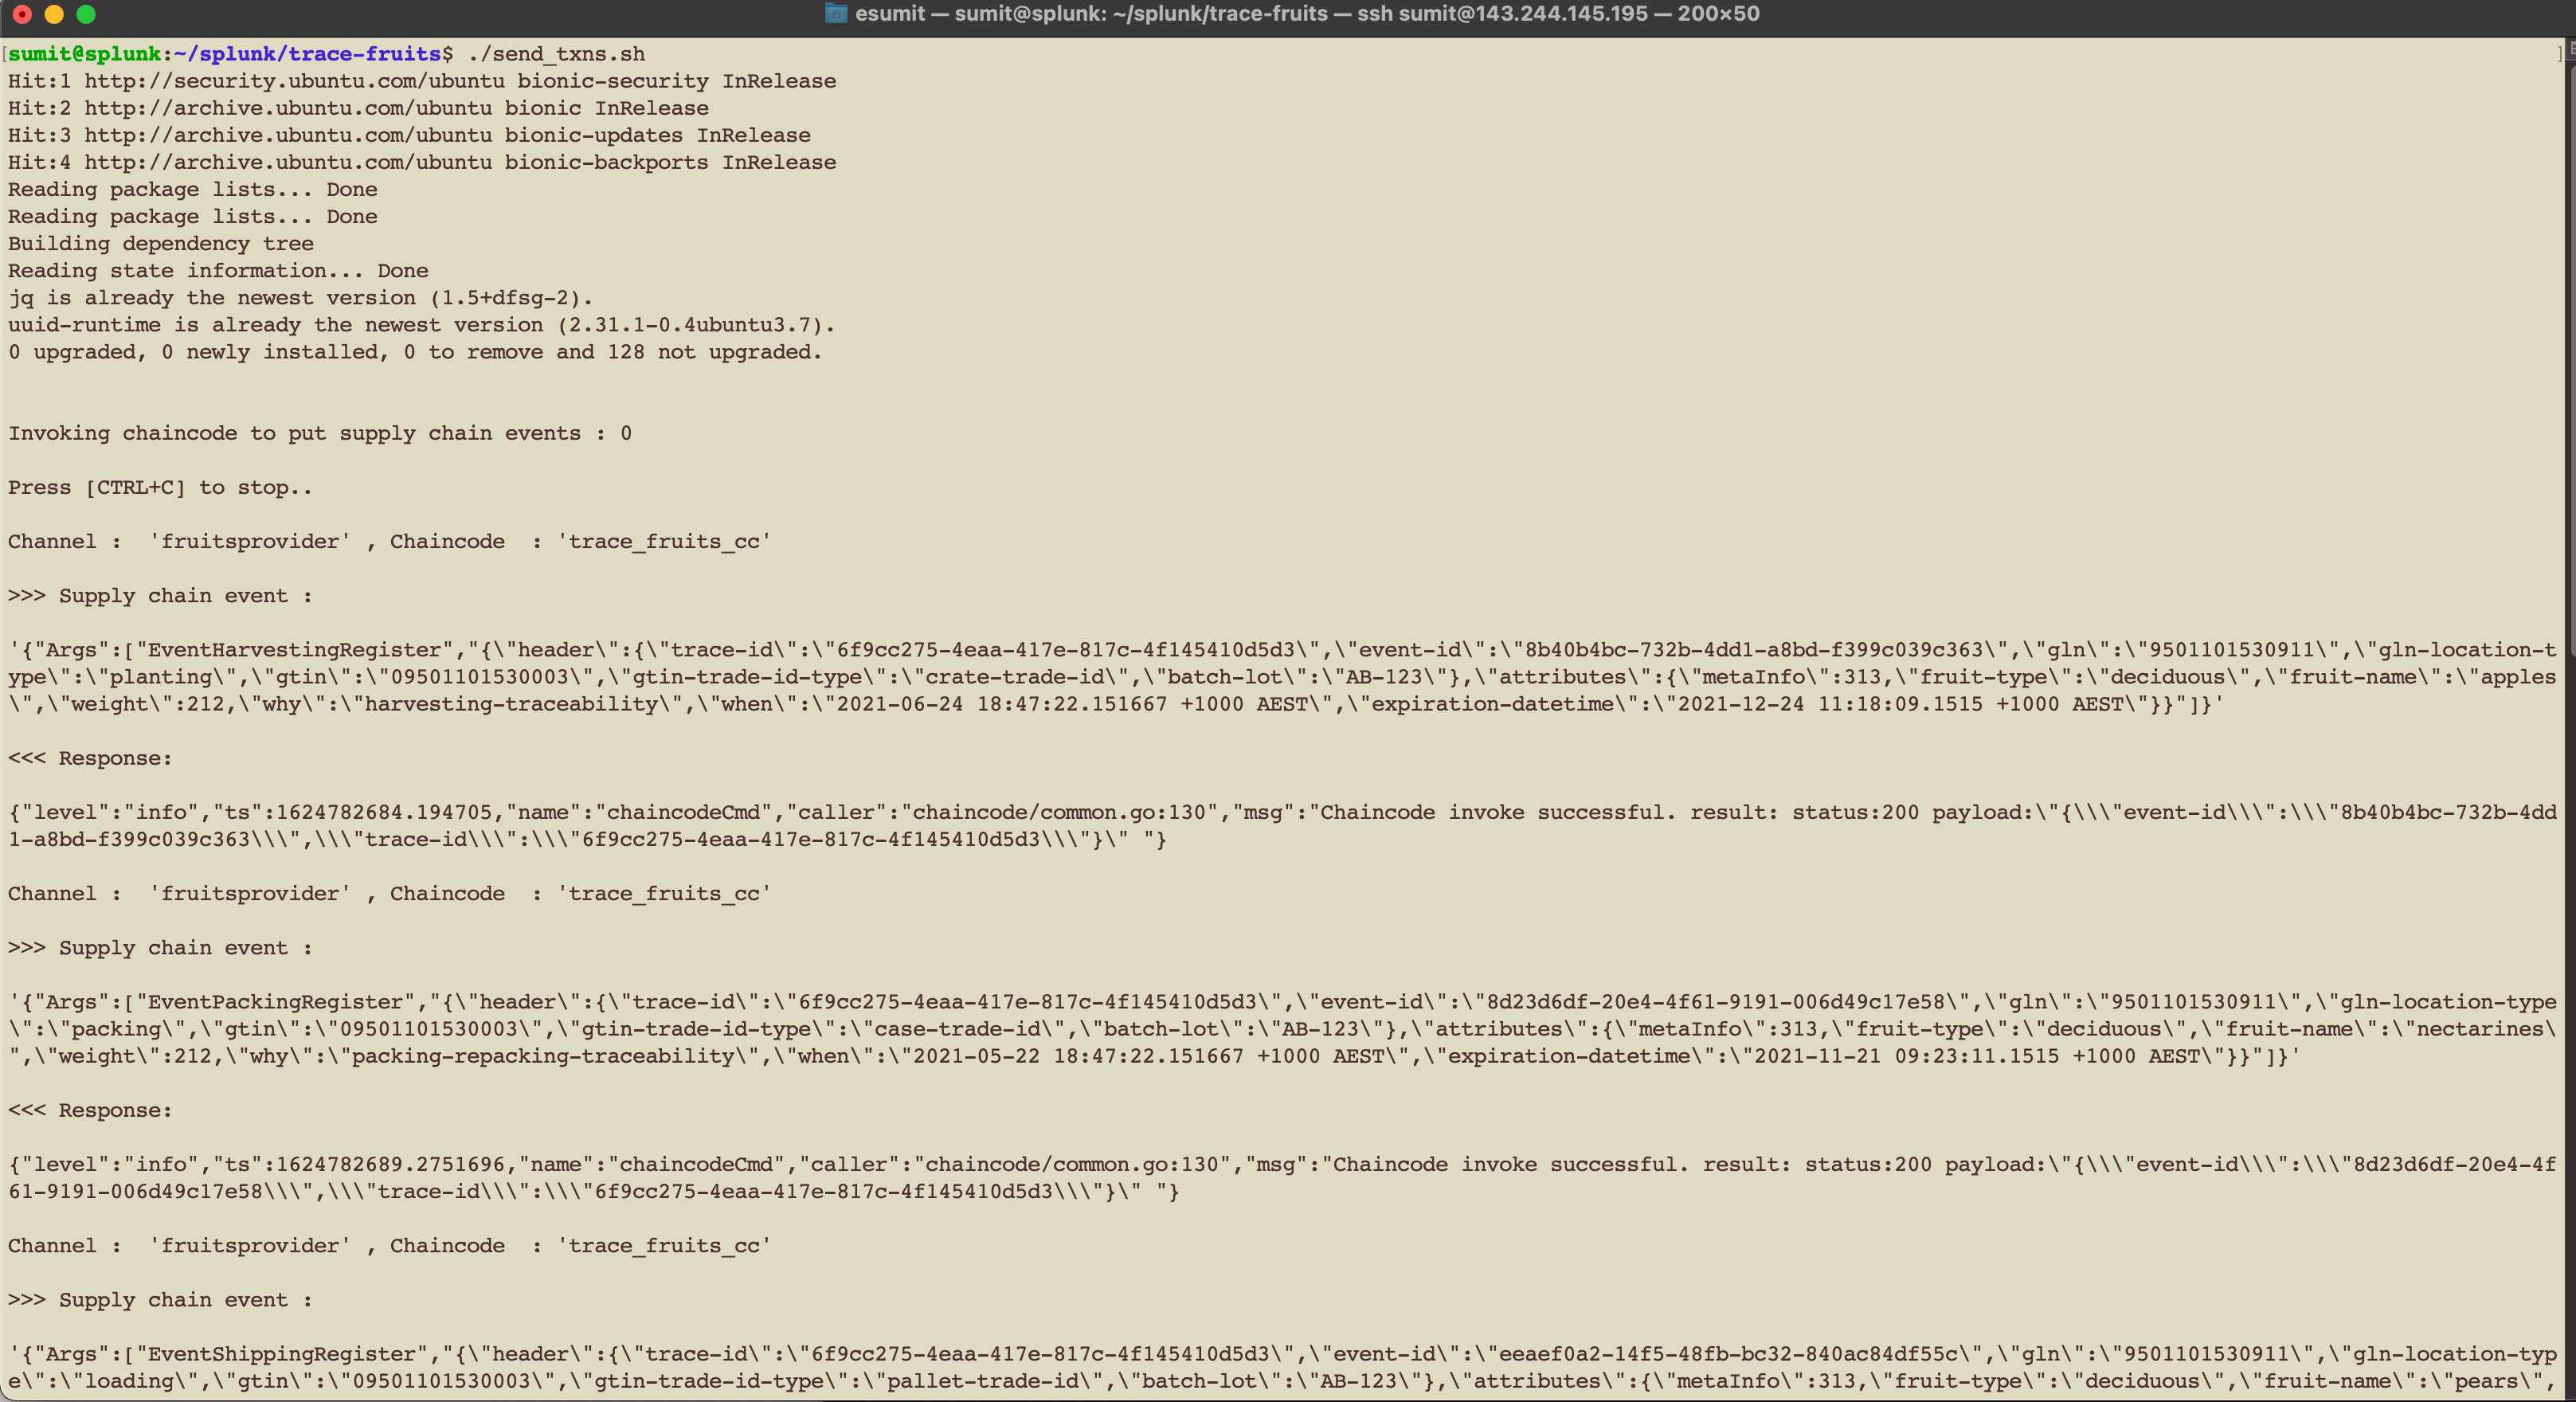 esumit — sumit@splunk: ~/splunk/trace-fruits — ssh sumit@143.244.145.195 — 200×50
[sumit@splunk:~/splunk/trace-fruits$ ./send_txns.sh ]
Hit:1 http://security.ubuntu.com/ubuntu bionic-security InRelease
Hit:2 http://archive.ubuntu.com/ubuntu bionic InRelease
Hit:3 http://archive.ubuntu.com/ubuntu bionic-updates InRelease
Hit:4 http://archive.ubuntu.com/ubuntu bionic-backports InRelease
Reading package lists... Done
Reading package lists... Done
Building dependency tree
Reading state information... Done
jq is already the newest version (1.5+dfsg-2).
uuid-runtime is already the newest version (2.31.1-0.4ubuntu3.7).
0 upgraded, 0 newly installed, 0 to remove and 128 not upgraded.
Invoking chaincode to put supply chain events : 0
Press [CTRL+C] to stop..
Channel :  'fruitsprovider' , Chaincode  : 'trace_fruits_cc'
>>> Supply chain event :
'{"Args":["EventHarvestingRegister","{\"header\":{\"trace-id\":\"6f9cc275-4eaa-417e-817c-4f145410d5d3\",\"event-id\":\"8b40b4bc-732b-4dd1-a8bd-f399c039c363\",\"gln\":\"9501101530911\",\"gln-location-t
ype\":\"planting\",\"gtin\":\"09501101530003\",\"gtin-trade-id-type\":\"crate-trade-id\",\"batch-lot\":\"AB-123\"},\"attributes\":{\"metaInfo\":313,\"fruit-type\":\"deciduous\",\"fruit-name\":\"apples
\",\"weight\":212,\"why\":\"harvesting-traceability\",\"when\":\"2021-06-24 18:47:22.151667 +1000 AEST\",\"expiration-datetime\":\"2021-12-24 11:18:09.1515 +1000 AEST\"}}"]}'
<<< Response:
{"level":"info","ts":1624782684.194705,"name":"chaincodeCmd","caller":"chaincode/common.go:130","msg":"Chaincode invoke successful. result: status:200 payload:\"{\\\"event-id\\\":\\\"8b40b4bc-732b-4dd
1-a8bd-f399c039c363\\\",\\\"trace-id\\\":\\\"6f9cc275-4eaa-417e-817c-4f145410d5d3\\\"}\" "}
Channel :  'fruitsprovider' , Chaincode  : 'trace_fruits_cc'
>>> Supply chain event :
'{"Args":["EventPackingRegister","{\"header\":{\"trace-id\":\"6f9cc275-4eaa-417e-817c-4f145410d5d3\",\"event-id\":\"8d23d6df-20e4-4f61-9191-006d49c17e58\",\"gln\":\"9501101530911\",\"gln-location-type
\":\"packing\",\"gtin\":\"09501101530003\",\"gtin-trade-id-type\":\"case-trade-id\",\"batch-lot\":\"AB-123\"},\"attributes\":{\"metaInfo\":313,\"fruit-type\":\"deciduous\",\"fruit-name\":\"nectarines\
",\"weight\":212,\"why\":\"packing-repacking-traceability\",\"when\":\"2021-05-22 18:47:22.151667 +1000 AEST\",\"expiration-datetime\":\"2021-11-21 09:23:11.1515 +1000 AEST\"}}"]}'
<<< Response:
{"level":"info","ts":1624782689.2751696,"name":"chaincodeCmd","caller":"chaincode/common.go:130","msg":"Chaincode invoke successful. result: status:200 payload:\"{\\\"event-id\\\":\\\"8d23d6df-20e4-4f
61-9191-006d49c17e58\\\",\\\"trace-id\\\":\\\"6f9cc275-4eaa-417e-817c-4f145410d5d3\\\"}\" "}
Channel :  'fruitsprovider' , Chaincode  : 'trace_fruits_cc'
>>> Supply chain event :
'{"Args":["EventShippingRegister","{\"header\":{\"trace-id\":\"6f9cc275-4eaa-417e-817c-4f145410d5d3\",\"event-id\":\"eeaef0a2-14f5-48fb-bc32-840ac84df55c\",\"gln\":\"9501101530911\",\"gln-location-typ
e\":\"loading\",\"gtin\":\"09501101530003\",\"gtin-trade-id-type\":\"pallet-trade-id\",\"batch-lot\":\"AB-123\"},\"attributes\":{\"metaInfo\":313,\"fruit-type\":\"deciduous\",\"fruit-name\":\"pears\",